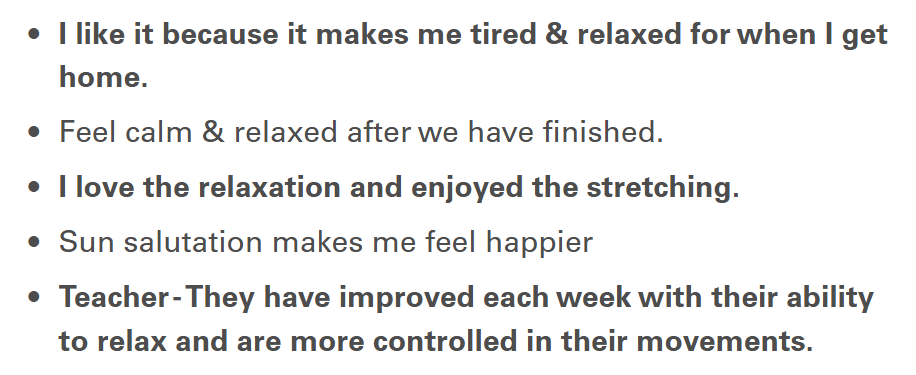 • I like it because it makes me tired & relaxed for when I get
home.
• Feel calm & relaxed after we have finished.
• I love the relaxation and enjoyed the stretching.
• Sun salutation makes me feel happier
• Teacher-They have improved each week with their ability
to relax and are more controlled in their movements.